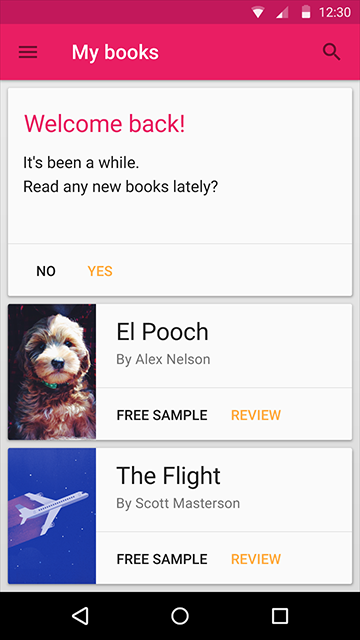 12:30
My books
Welcome back!
It's been a while.
Read any new books lately?
NO YES
El Pooch
By Alex Nelson
FREE SAMPLE REVIEW
The Flight
By Scott Masterson
FREE SAMPLE REVIEW